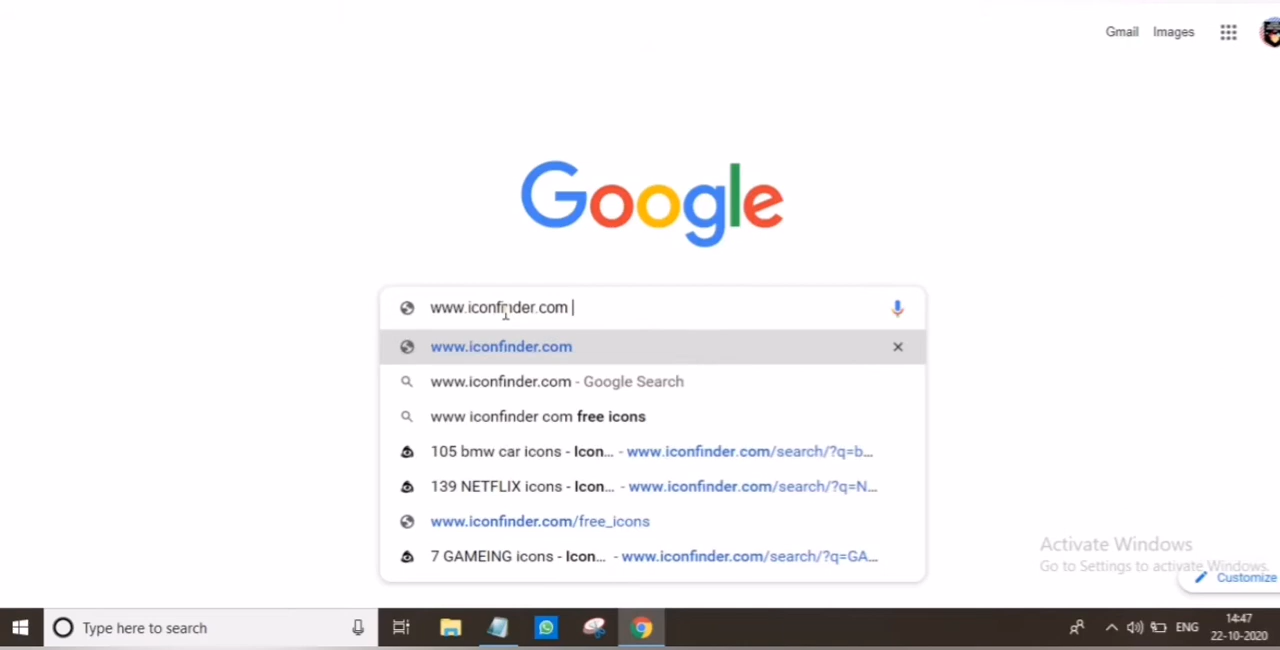 Gmail Images
Google
www.iconfinder.com
www.iconfinder.com
www.iconfinder.com - Google Search
www iconfinder com free icons
105 bmw car icons - Icon... - www.iconfinder.com/search/?q=b...
139 NETFLIX icons - Icon... - www.iconfinder.com/search/?q=N...
www.iconfinder.com/free_icons
7 GAMEING icons - Icon... - www.iconfinder.com/search/?q=GA...
Activate Windows
Go to Settings to activate Windows.
Customize
Type here to search
ENG
14:47
22-10-2020